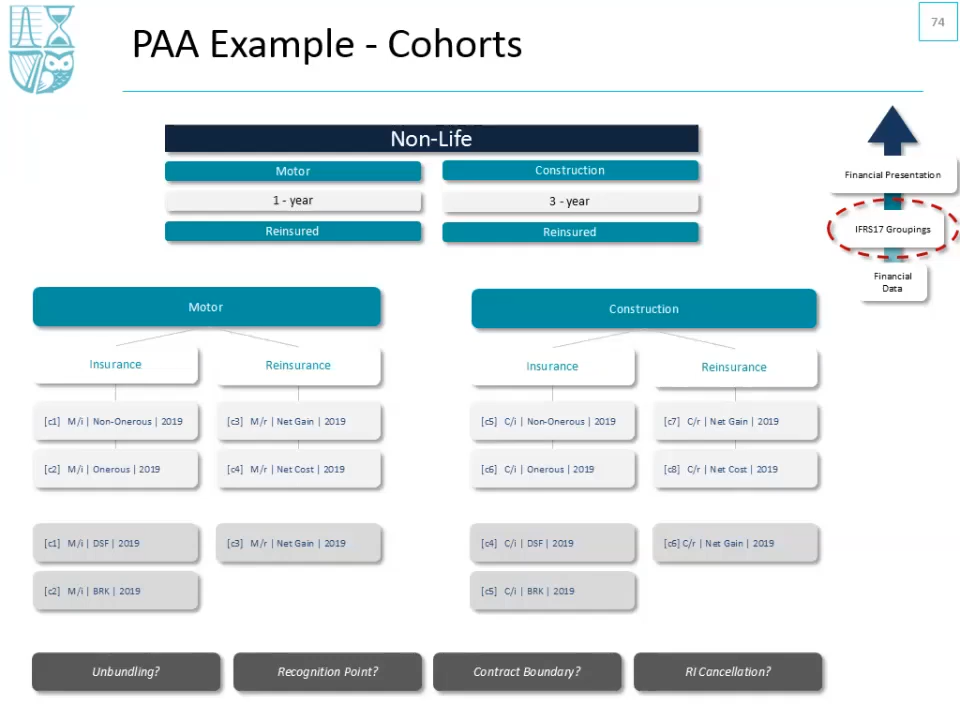 74
PAA Example - Cohorts
Non-Life
Motor
Construction
1 - year
3 - year
Reinsured
Reinsured
Financial Presentation
IFRS17 Groupings
Financial
Data
Motor
Construction
Insurance
Reinsurance
Insurance
Reinsurance
[c1] M/i | Non-Onerous | 2019
[c3] M/r | Net Gain | 2019
[c5] C/i | Non-Onerous | 2019
[c7] C/r | Net Gain | 2019
[c2] M/i | Onerous | 2019
[c4] M/r | Net Cost | 2019
[c6] C/i | Onerous | 2019
[c8] C/r | Net Cost | 2019
[c1] M/i | DSF | 2019
[c3] M/r | Net Gain | 2019
[c4] C/i | DSF | 2019
[c6] C/r | Net Gain | 2019
[c2] M/i | BRK | 2019
[c5] C/i | BRK | 2019
Unbundling?
Recognition Point?
Contract Boundary?
RI Cancellation?